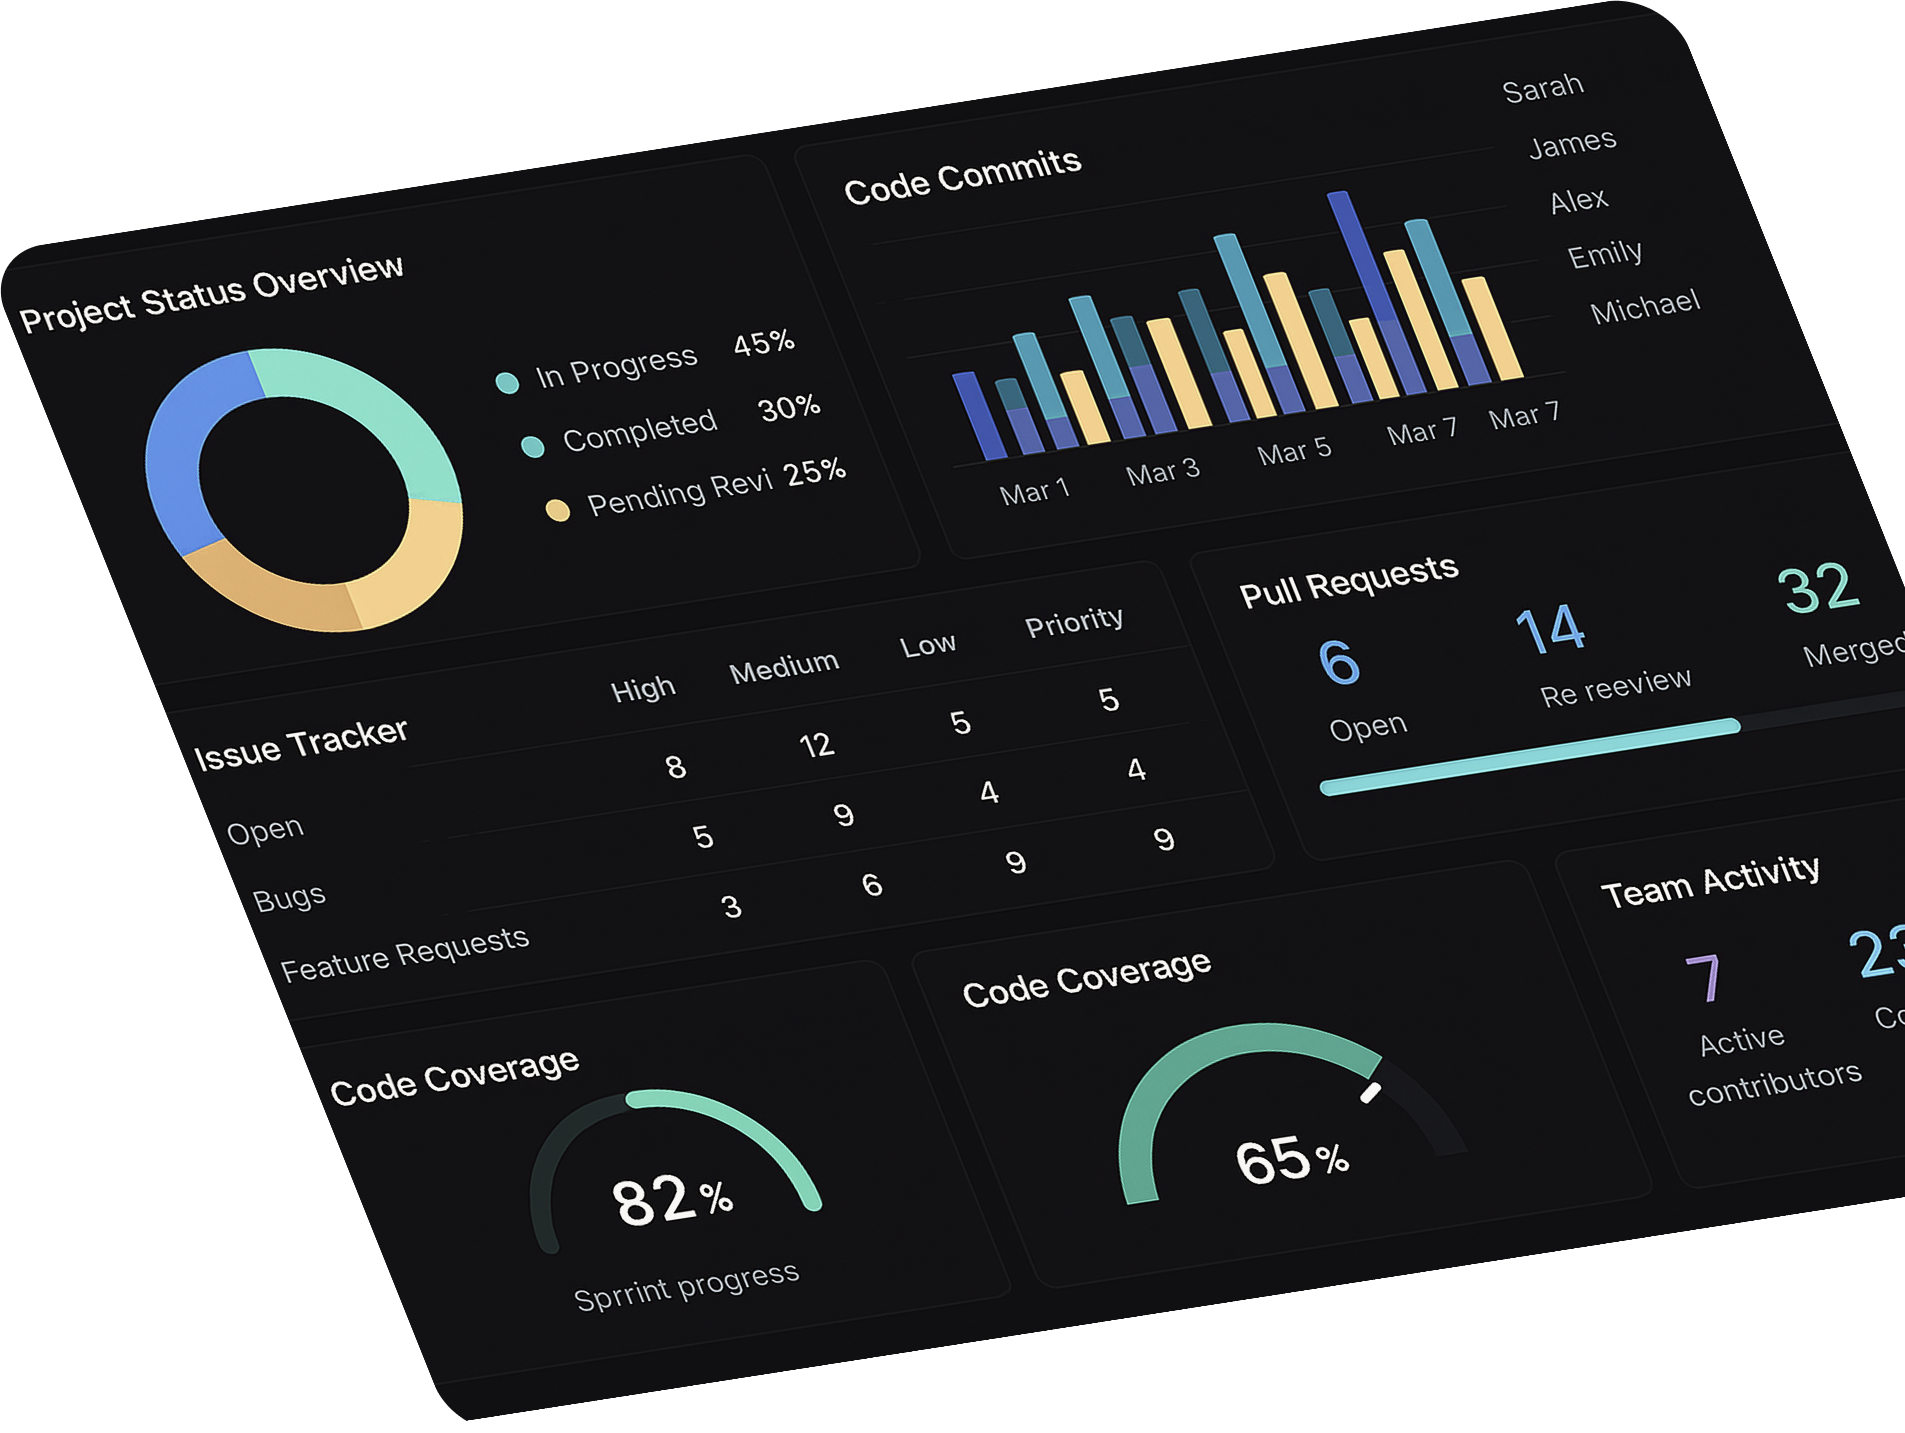 Project Status Overview
In Progress 45%
Completed 30%
Pending Revi 25%
Code Commits
Sarah
James
Alex
Emily
Michael
Mar 1 Mar 3 Mar 5 Mar 7 Mar 7
Issue Tracker
High Medium Low Priority
8 12 5 5
Open
5 9 4 4
Bugs
3 6 9 9
Feature Requests
Pull Requests
6 14 32
Open Re reeview Merged
Code Coverage
82%
Sprrint progress
Code Coverage
65%
Team Activity
7 23
Active Co
contributors